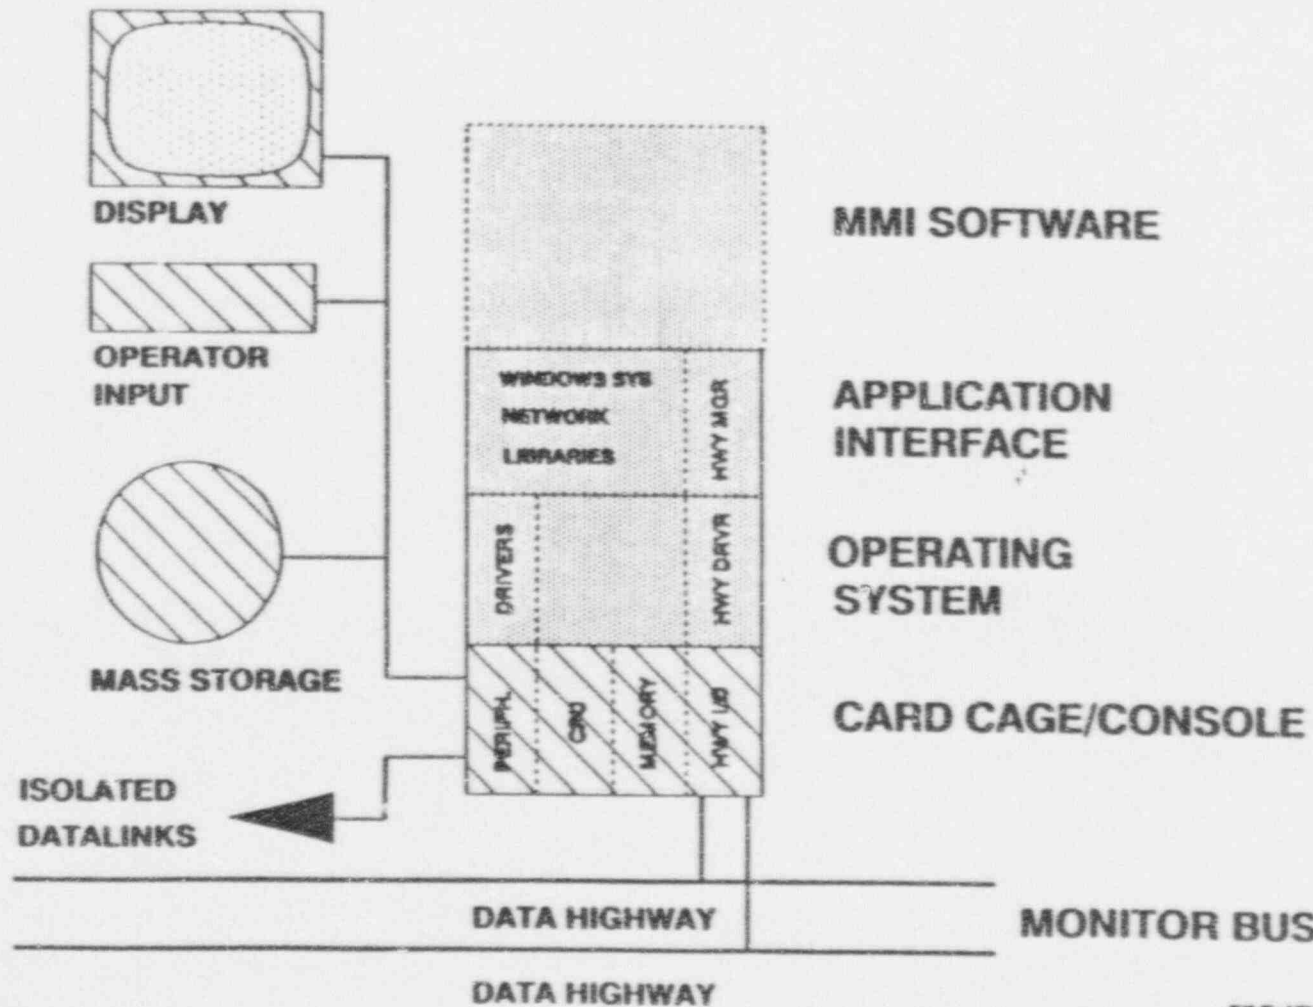 DISPLAY
OPERATOR
INPUT
MASS STORAGE
ISOLATED
DATALINKS
MMI SOFTWARE
WINDOWS SYS
NETWORK
LIBRARIES
HWY MGR
APPLICATION
INTERFACE
DRIVERS
HWY DRVR
OPERATING
SYSTEM
PERIPH.
CPU
MEMORY
HWY I/O
CARD CAGE/CONSOLE
DATA HIGHWAY
MONITOR BUS
DATA HIGHWAY